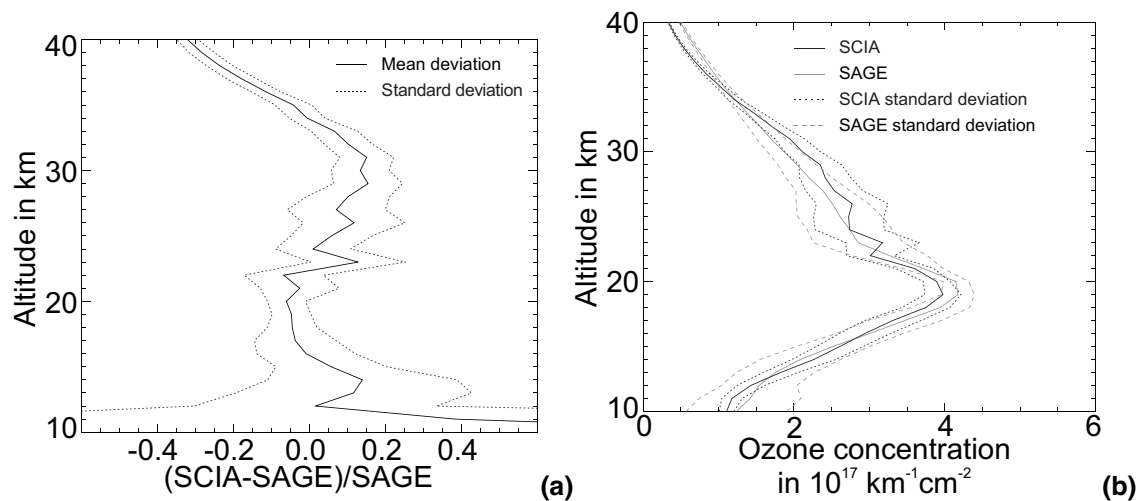 40
30
20
10
Altitude in km
-0.4 -0.2 0.0 0.2 0.4
(SCIA-SAGE)/SAGE
Mean deviation
Standard deviation
(a)
40
30
20
10
Altitude in km
0 2 4 6
Ozone concentration
in 10¹⁷ km⁻¹cm⁻²
SCIA
SAGE
SCIA standard deviation
SAGE standard deviation
(b)